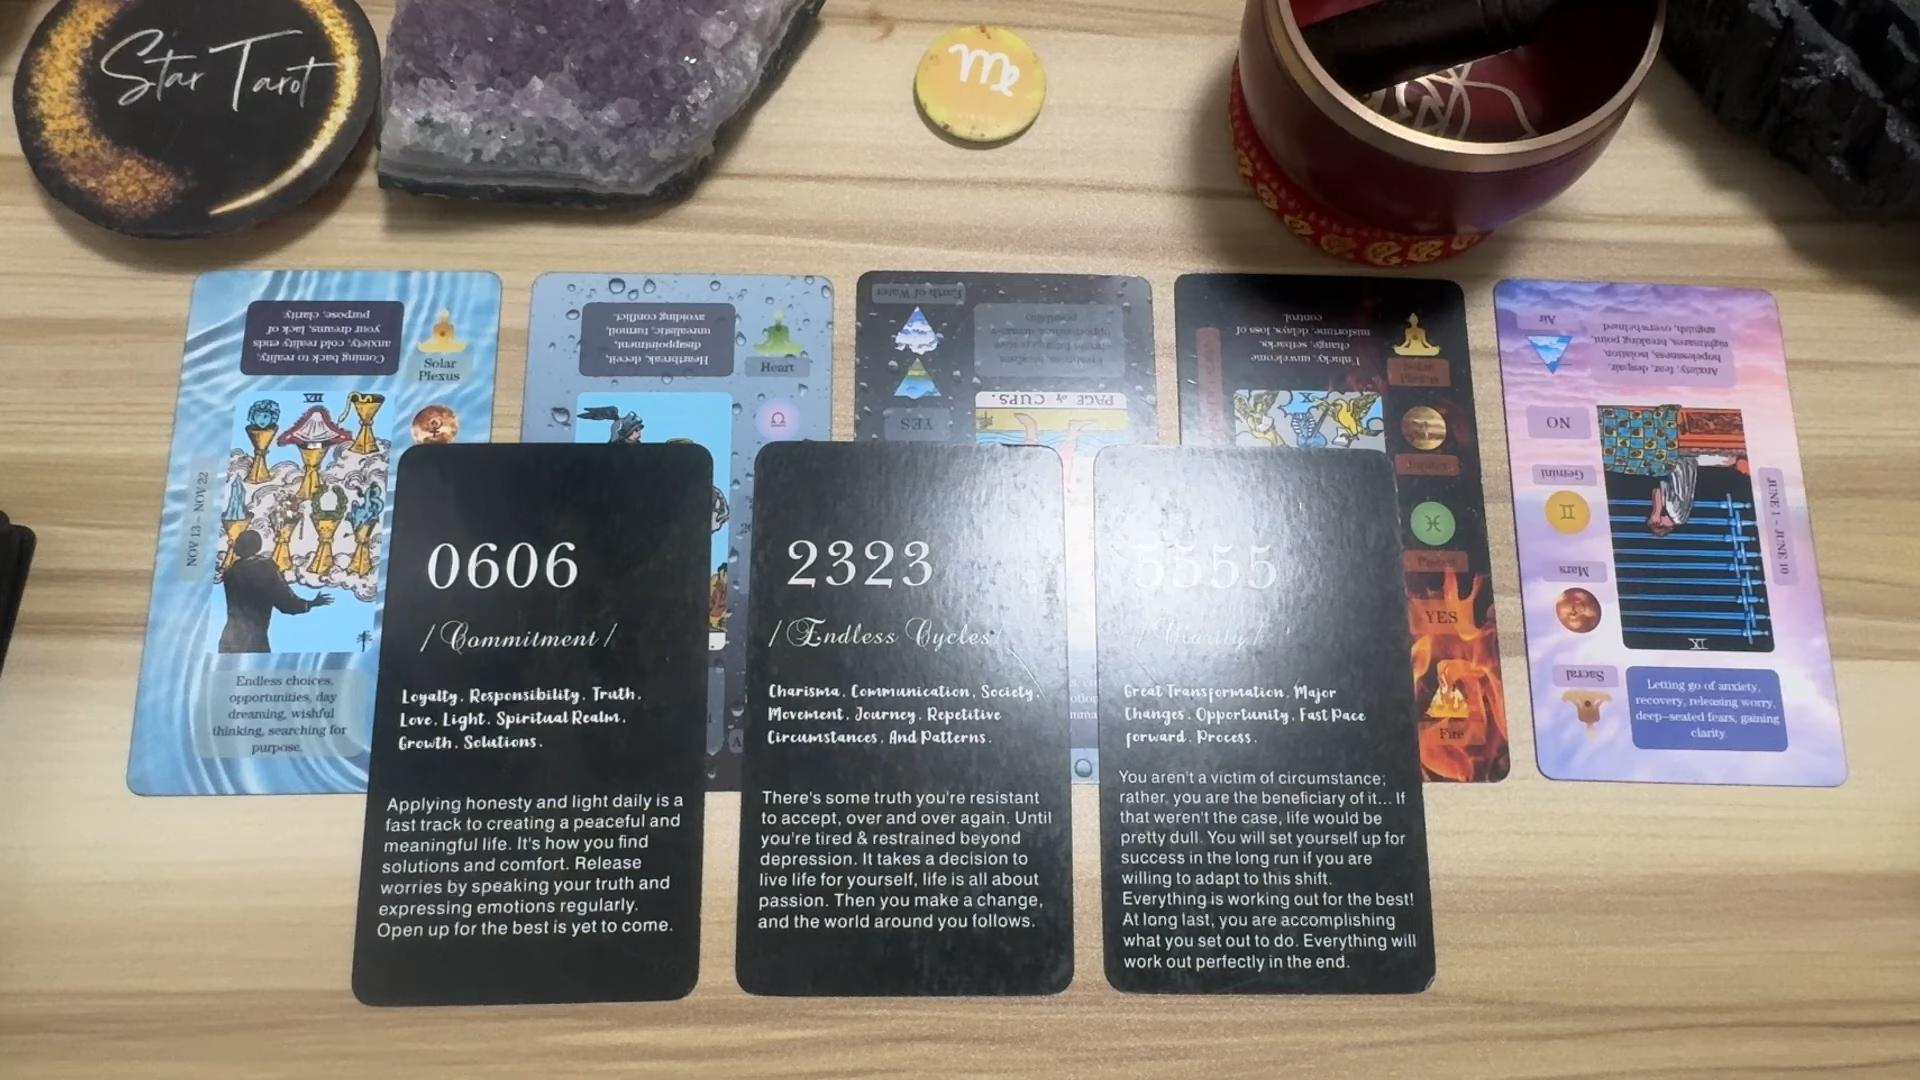 Star Tarot
Coming back to reality,
anxiety, cold reality ends
your dreams, lack of
purpose, clarity.
Solar
Plexus
VII
NOV 13 - NOV 22
Endless choices,
opportunities, day
dreaming, wishful
thinking, searching for
purpose.
Heartbreak, deceit,
disappointment,
unrealistic, turmoil,
avoiding conflict.
Heart
Earth of Water
YES
PAGE of CUPS.
Unlucky, unwelcome
change, setbacks,
misfortune, delays, loss of
control.
Solar
Plexus
X
YES
Fire
Air
Anxiety, fear, despair,
hopelessness, isolation,
nightmares, breaking point,
anguish, overwhelmed
NO
Gemini
Mars
Sacral
JUNE 1 - JUNE 10
IX
Letting go of anxiety,
recovery, releasing worry,
deep-seated fears, gaining
clarity.
0606
/ Commitment /
Loyalty, Responsibility, Truth,
Love, Light, Spiritual Realm,
Growth, Solutions.
Applying honesty and light daily is a
fast track to creating a peaceful and
meaningful life. It's how you find
solutions and comfort. Release
worries by speaking your truth and
expressing emotions regularly.
Open up for the best is yet to come.
2323
/ Endless Cycles /
Charisma, Communication, Society,
Movement, Journey, Repetitive
Circumstances, And Patterns.
There's some truth you're resistant
to accept, over and over again. Until
you're tired & restrained beyond
depression. It takes a decision to
live life for yourself, life is all about
passion. Then you make a change,
and the world around you follows.
5555
/ Clarity /
Great Transformation, Major
Changes, Opportunity, Fast Pace
forward, Process.
You aren't a victim of circumstance;
rather, you are the beneficiary of it... If
that weren't the case, life would be
pretty dull. You will set yourself up for
success in the long run if you are
willing to adapt to this shift.
Everything is working out for the best!
At long last, you are accomplishing
what you set out to do. Everything will
work out perfectly in the end.